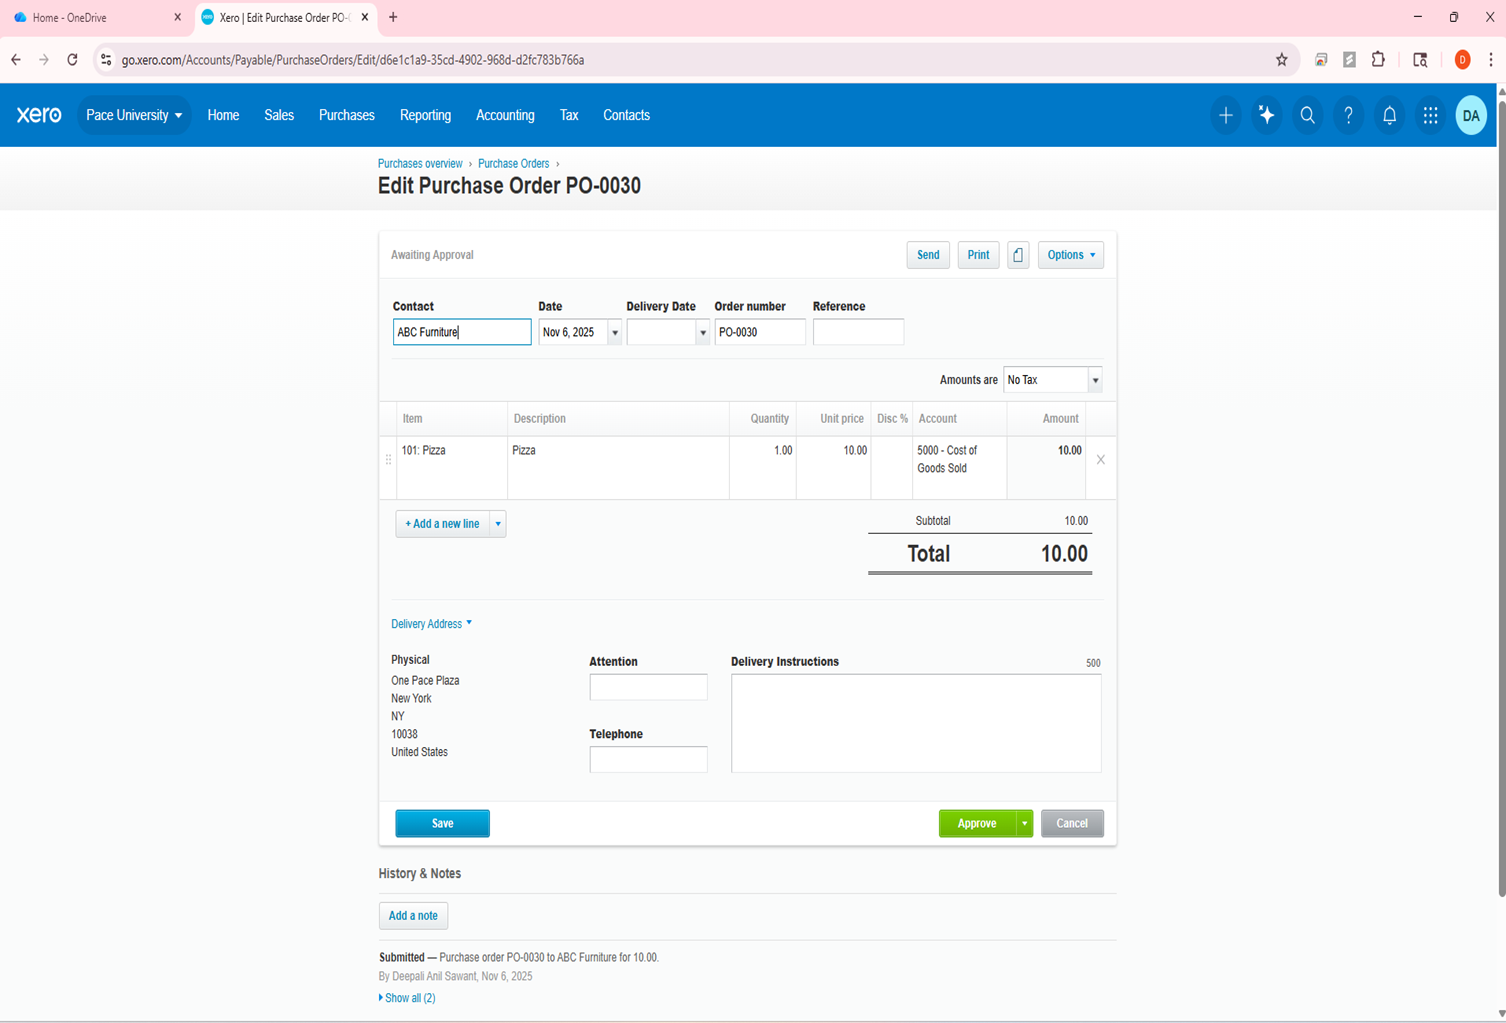 Home - OneDrive
Xero | Edit Purchase Order PO-0
go.xero.com/Accounts/Payable/PurchaseOrders/Edit/d6e1c1a9-35cd-4902-968d-d2fc783b766a
D
xero
Pace University
Home
Sales
Purchases
Reporting
Accounting
Tax
Contacts
DA
Purchases overview › Purchase Orders ›
Edit Purchase Order PO-0030
Awaiting Approval
Send
Print
Options
Contact Date Delivery Date Order number Reference
ABC Furniture Nov 6, 2025 PO-0030
Amounts are No Tax
Item Description Quantity Unit price Disc % Account Amount
101: Pizza Pizza 1.00 10.00 5000 - Cost of 10.00
Goods Sold
+ Add a new line
Subtotal 10.00
Total 10.00
Delivery Address
Physical
One Pace Plaza
New York
NY
10038
United States
Attention
Telephone
Delivery Instructions 500
Save
Approve
Cancel
History & Notes
Add a note
Submitted — Purchase order PO-0030 to ABC Furniture for 10.00.
By Deepali Anil Sawant, Nov 6, 2025
Show all (2)